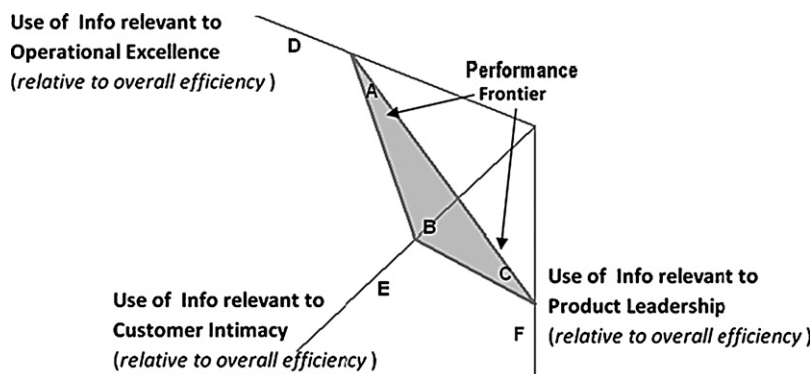 Use of Info relevant to
Operational Excellence
(relative to overall efficiency )
D
A
Performance
Frontier
B
C
E
Use of Info relevant to
Customer Intimacy
(relative to overall efficiency )
Use of Info relevant to
Product Leadership
(relative to overall efficiency )
F